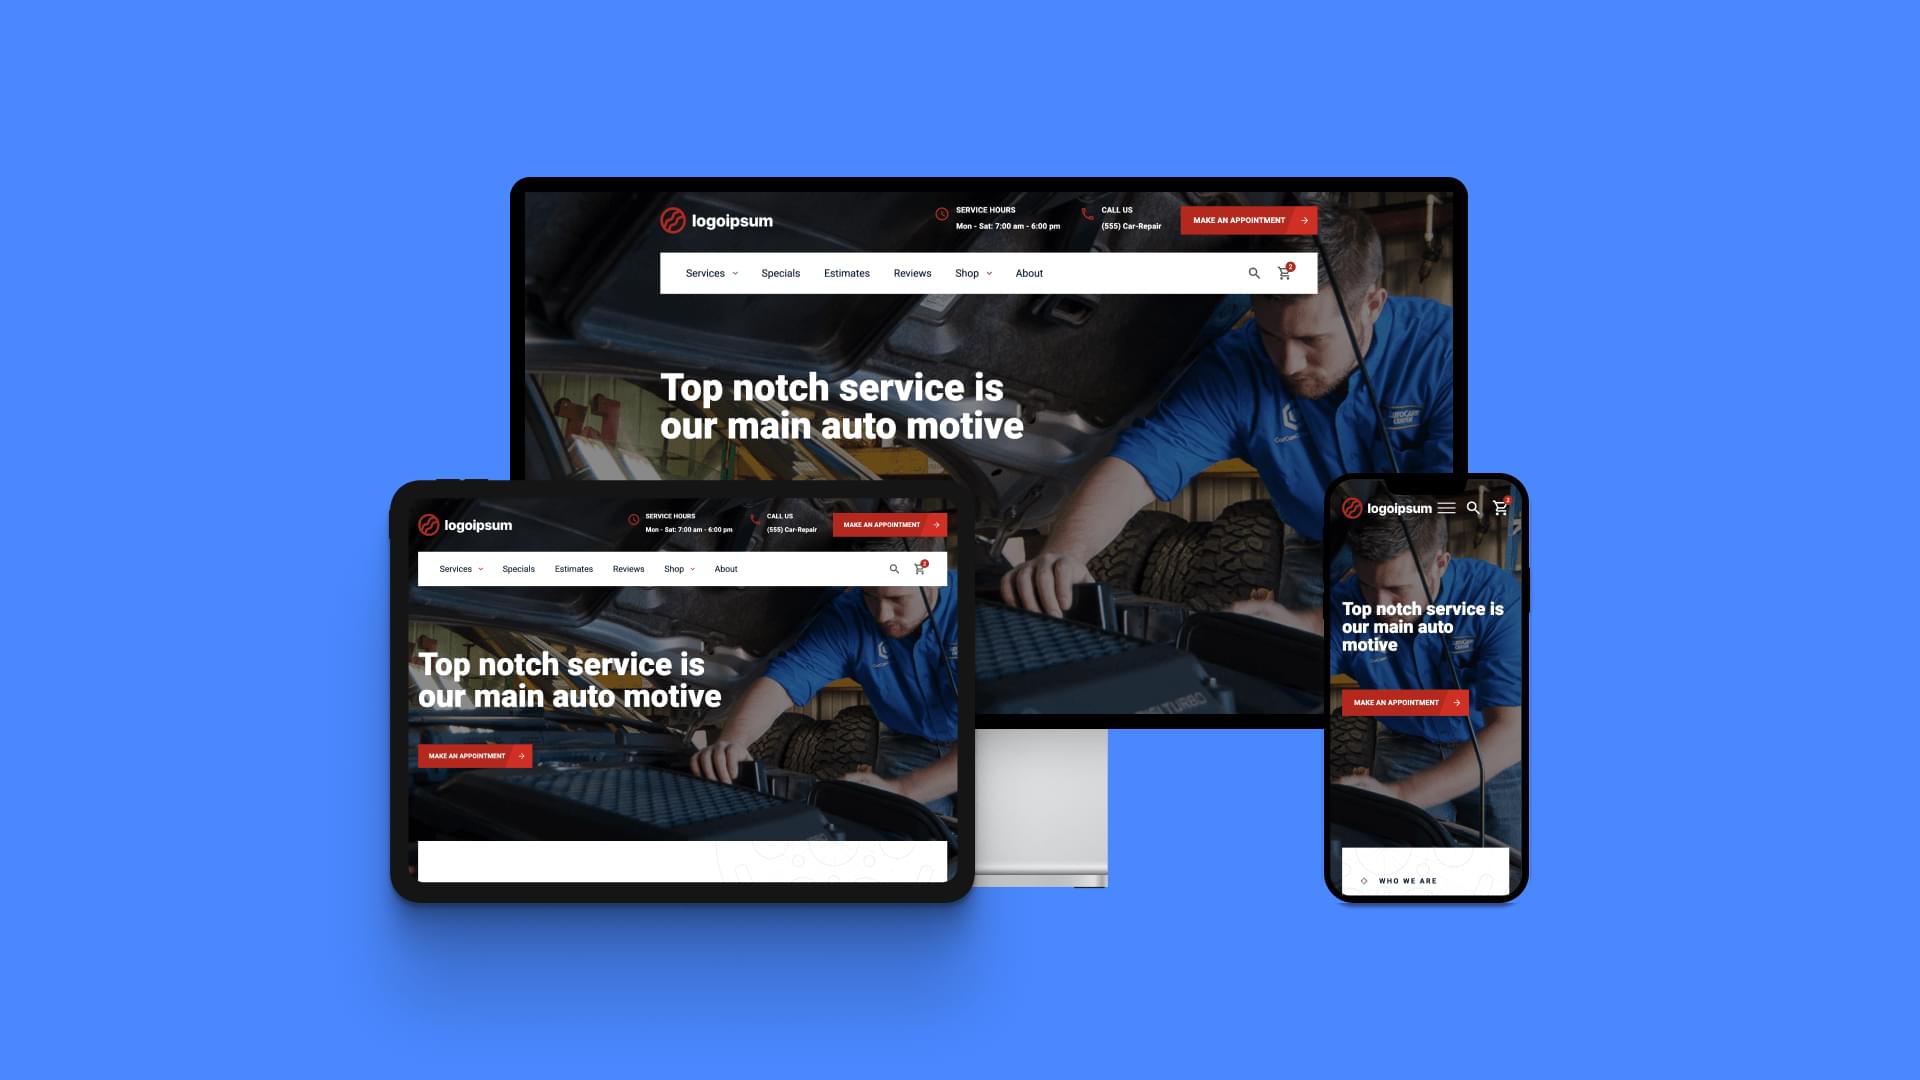 logoipsum
SERVICE HOURS
Mon - Sat: 7:00 am - 6:00 pm
CALL US
(555) Car-Repair
MAKE AN APPOINTMENT
Services Specials Estimates Reviews Shop About
2
Top notch service is
our main auto motive
TURBO
logoipsum
SERVICE HOURS
Mon - Sat: 7:00 am - 6:00 pm
CALL US
(555) Car-Repair
MAKE AN APPOINTMENT
Services Specials Estimates Reviews Shop About
2
Top notch service is
our main auto motive
MAKE AN APPOINTMENT
logoipsum
2
Top notch service is
our main auto
motive
MAKE AN APPOINTMENT
WHO WE ARE